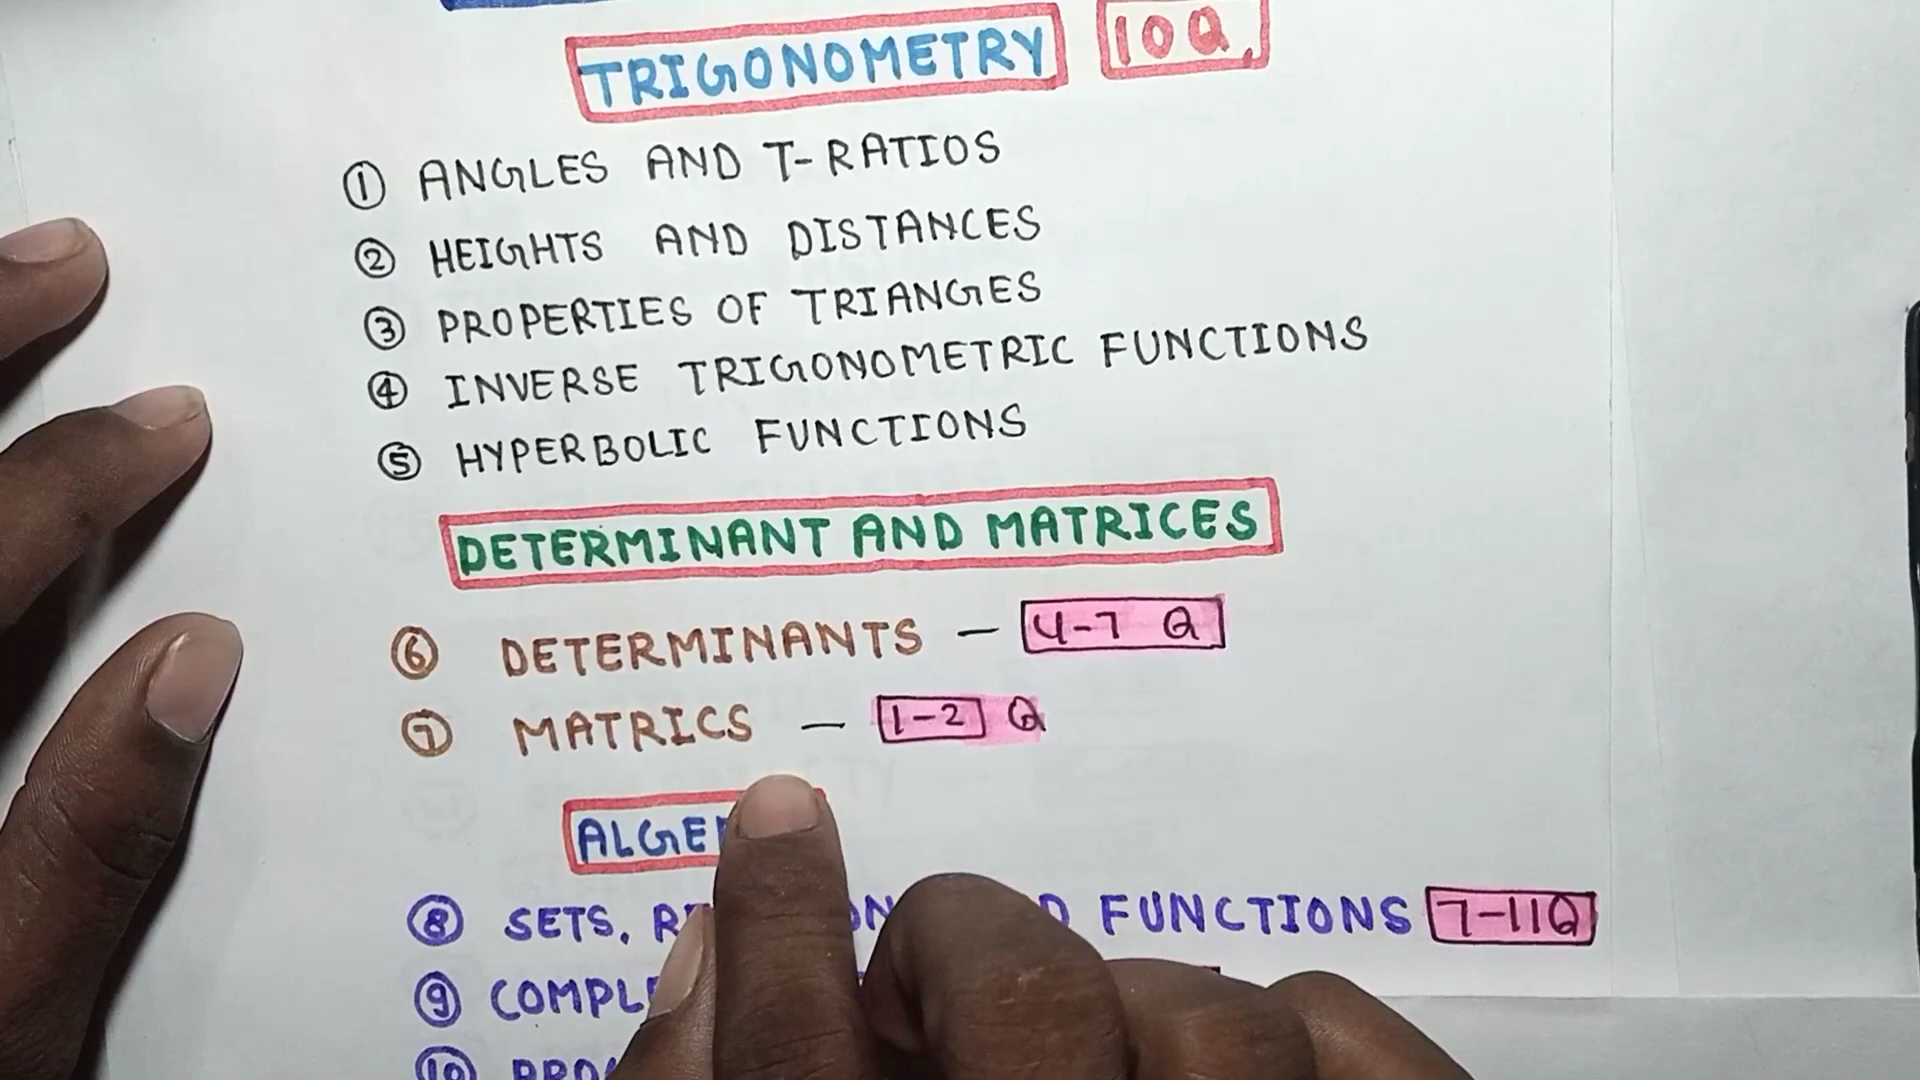 TRIGONOMETRY 10Q.
① ANGLES AND T-RATIOS
② HEIGHTS AND DISTANCES
③ PROPERTIES OF TRIANGES
④ INVERSE TRIGONOMETRIC FUNCTIONS
⑤ HYPERBOLIC FUNCTIONS
DETERMINANT AND MATRICES
⑥ DETERMINANTS — 4-7 Q
⑦ MATRICS — 1-2 Q
⑧ SETS, FUNCTIONS 7-11Q
⑨
⑩